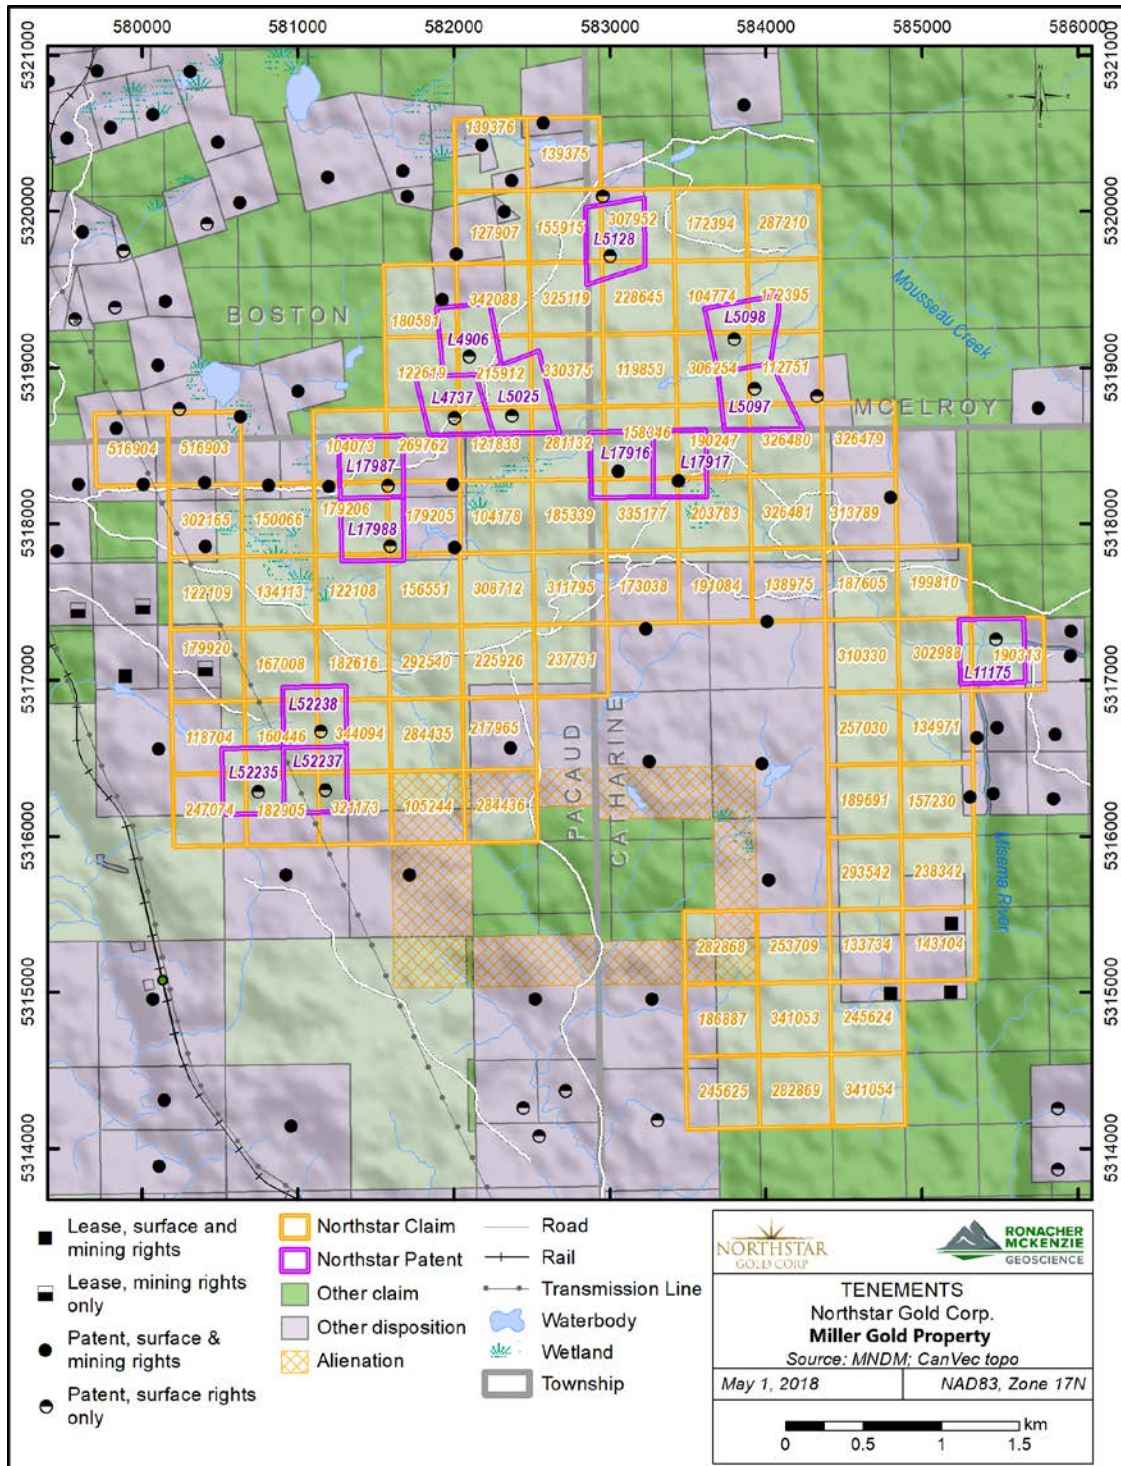 580000 581000 582000 583000 584000 585000 586000
5321000
5320000
5319000
5318000
5317000
5316000
5315000
5314000
5321000
5320000
5319000
5318000
5317000
5316000
5315000
5314000
N
139376
139375
127907 155915 307952 172394 287210
L5128
180581 342088 325119 228645 104774 172395
BOSTON
Mousseau Creek
L4906 L5098
122619 215912 330375 119853 306254 112751
L4737 L5025 L5097
MCELROY
516904 516903 104073 269762 121833 281132 158346 190247 326480 326479
L17987 L17916 L17917
302165 150066 179206 179205 104178 185339 335177 203783 326481 313789
L17988
122109 134113 122108 156551 308712 311795 173038 191084 138975 187605 199810
179920 167008 182616 292540 225926 237731 310330 302988 190313
L11175
L52238
118704 160446 344094 284435 217965 257030 134971
PACAUD
CATHARINE
L52235 L52237
247074 182905 321173 105244 284436 189691 157230
Misema River
293542 238342
282868 253709 133734 143104
186887 341053 245624
245625 282869 341054
Lease, surface and
mining rights
Lease, mining rights
only
Patent, surface &
mining rights
Patent, surface rights
only
Northstar Claim
Northstar Patent
Other claim
Other disposition
Alienation
Road
Rail
Transmission Line
Waterbody
Wetland
Township
NORTHSTAR
GOLD CORP
RONACHER
MCKENZIE
GEOSCIENCE
TENEMENTS
Northstar Gold Corp.
Miller Gold Property
Source: MNDM; CanVec topo
May 1, 2018 NAD83, Zone 17N
km
0 0.5 1 1.5